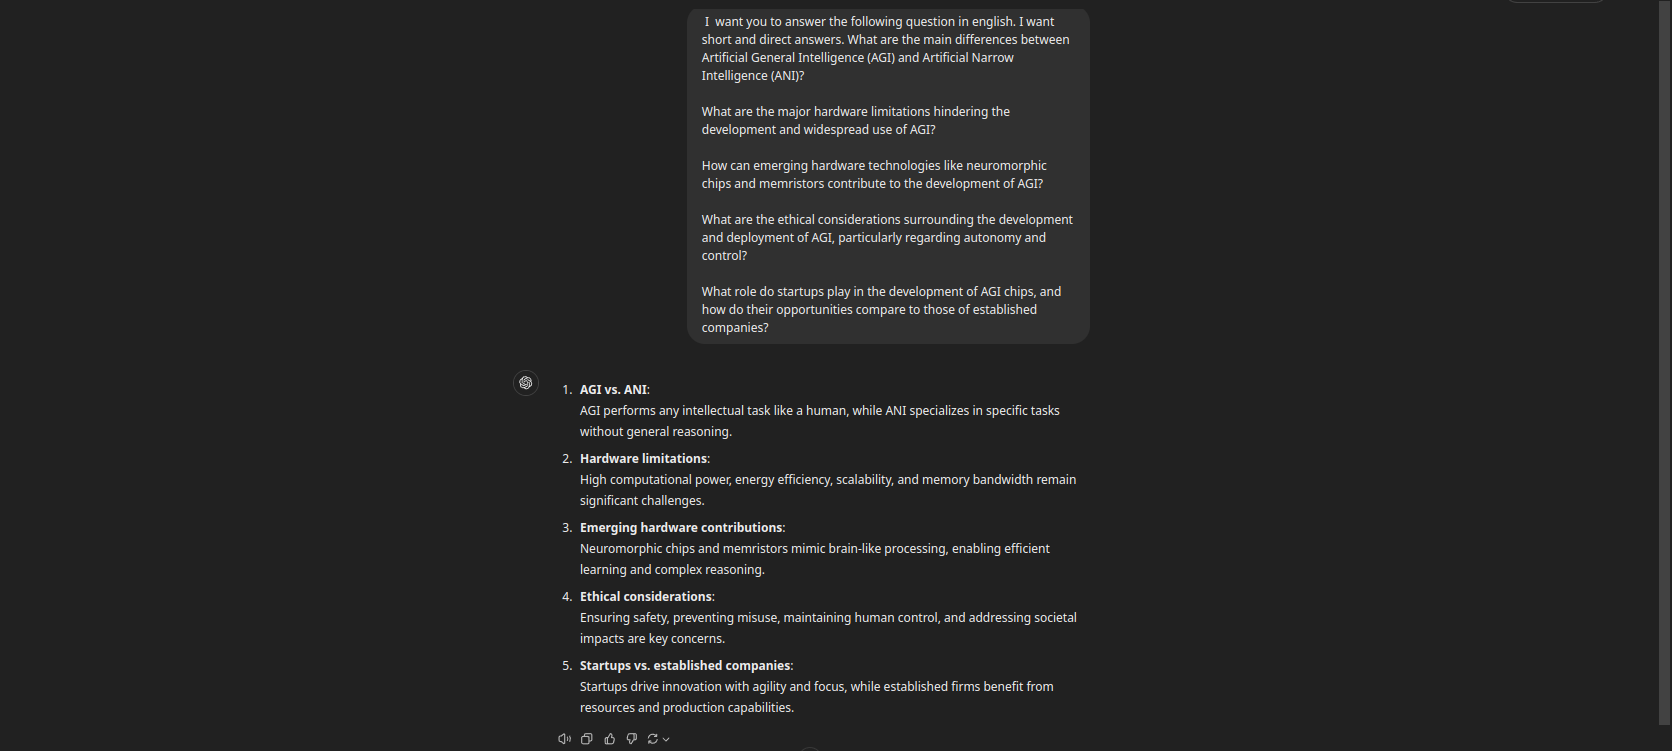 I want you to answer the following question in english. I want
short and direct answers. What are the main differences between
Artificial General Intelligence (AGI) and Artificial Narrow
Intelligence (ANI)?
What are the major hardware limitations hindering the
development and widespread use of AGI?
How can emerging hardware technologies like neuromorphic
chips and memristors contribute to the development of AGI?
What are the ethical considerations surrounding the development
and deployment of AGI, particularly regarding autonomy and
control?
What role do startups play in the development of AGI chips, and
how do their opportunities compare to those of established
companies?
1. AGI vs. ANI:
AGI performs any intellectual task like a human, while ANI specializes in specific tasks
without general reasoning.
2. Hardware limitations:
High computational power, energy efficiency, scalability, and memory bandwidth remain
significant challenges.
3. Emerging hardware contributions:
Neuromorphic chips and memristors mimic brain-like processing, enabling efficient
learning and complex reasoning.
4. Ethical considerations:
Ensuring safety, preventing misuse, maintaining human control, and addressing societal
impacts are key concerns.
5. Startups vs. established companies:
Startups drive innovation with agility and focus, while established firms benefit from
resources and production capabilities.